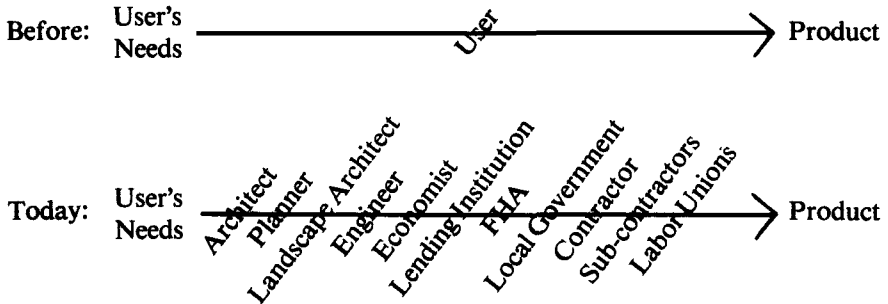 Before:
User's
Needs
User
Product
Today:
User's
Needs
Architect
Planner
Landscape Architect
Engineer
Economist
Lending Institution
FHA
Local Government
Contractor
Sub-contractors
Labor Unions
Product